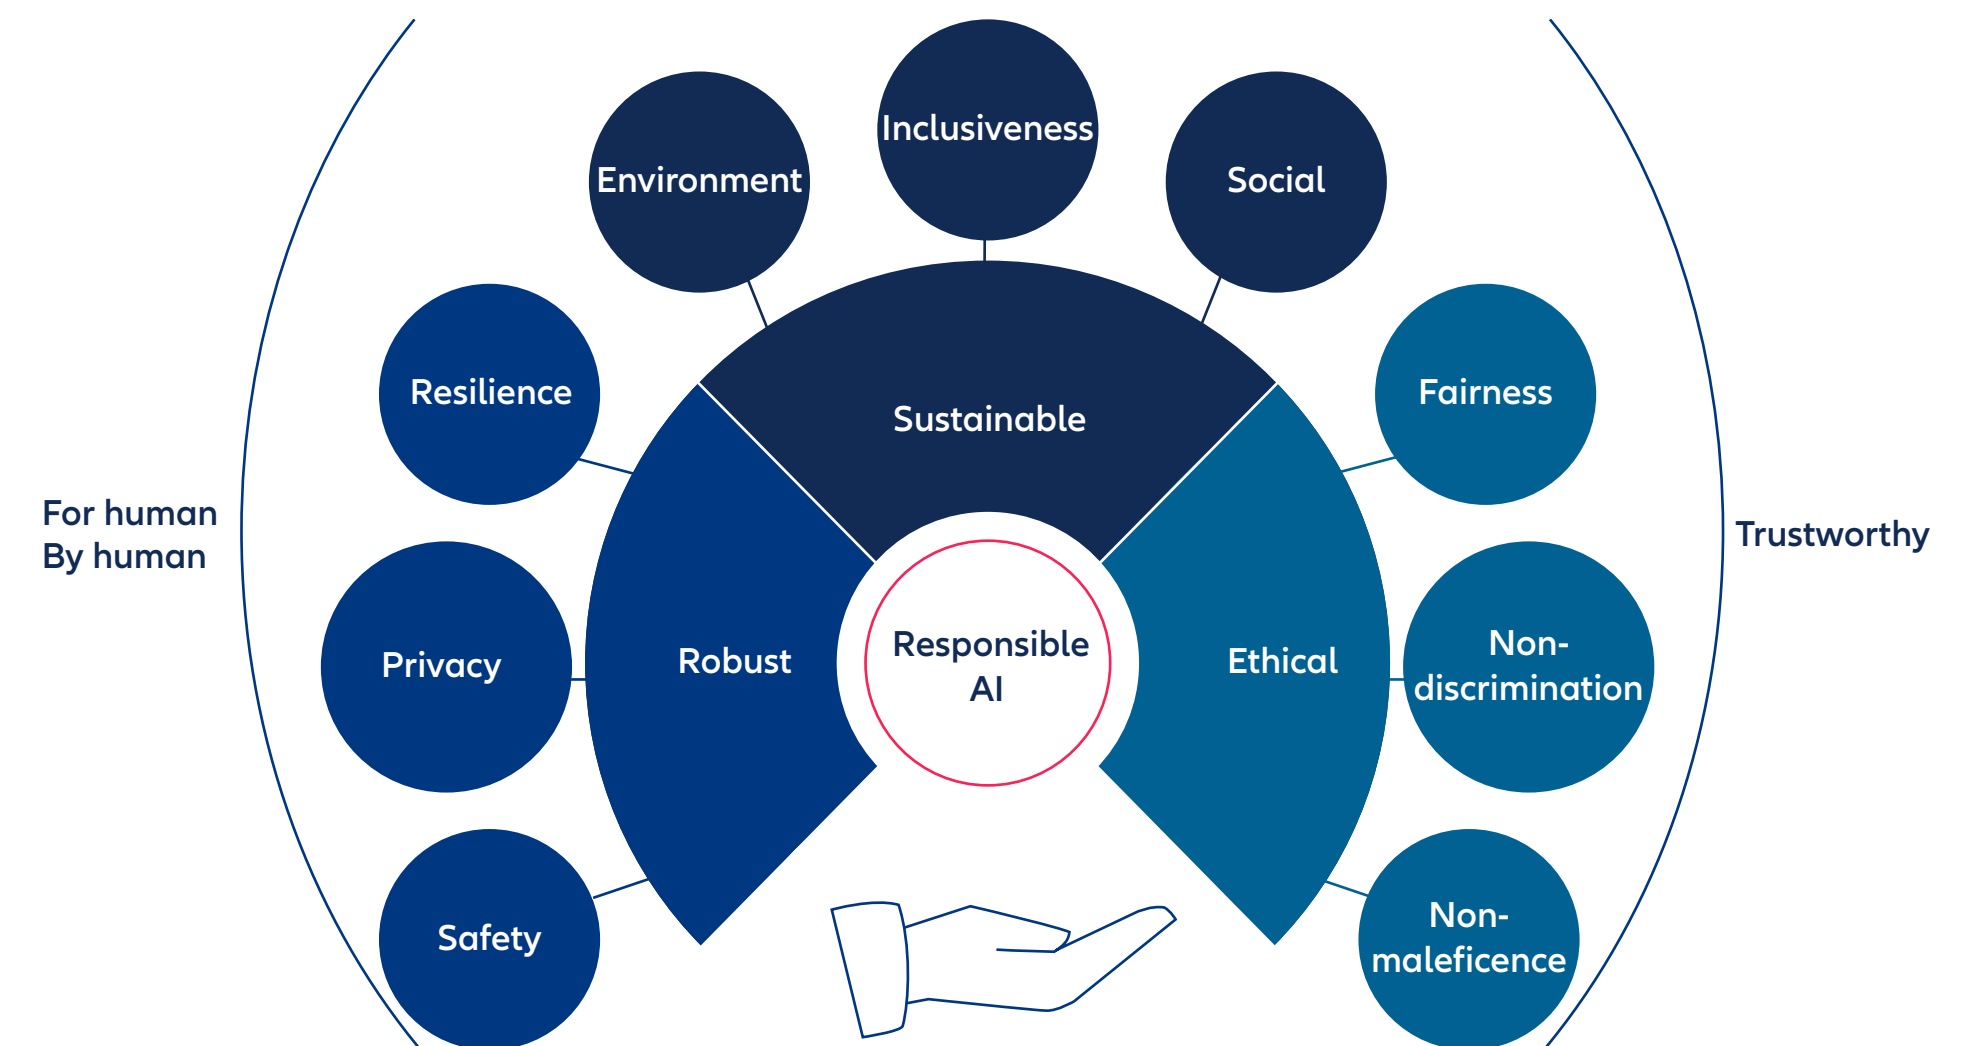 Inclusiveness
Environment
Social
Resilience
Fairness
Sustainable
For human
By human
Trustworthy
Privacy
Robust
Responsible
AI
Ethical
Non-
discrimination
Safety
Non-
maleficence